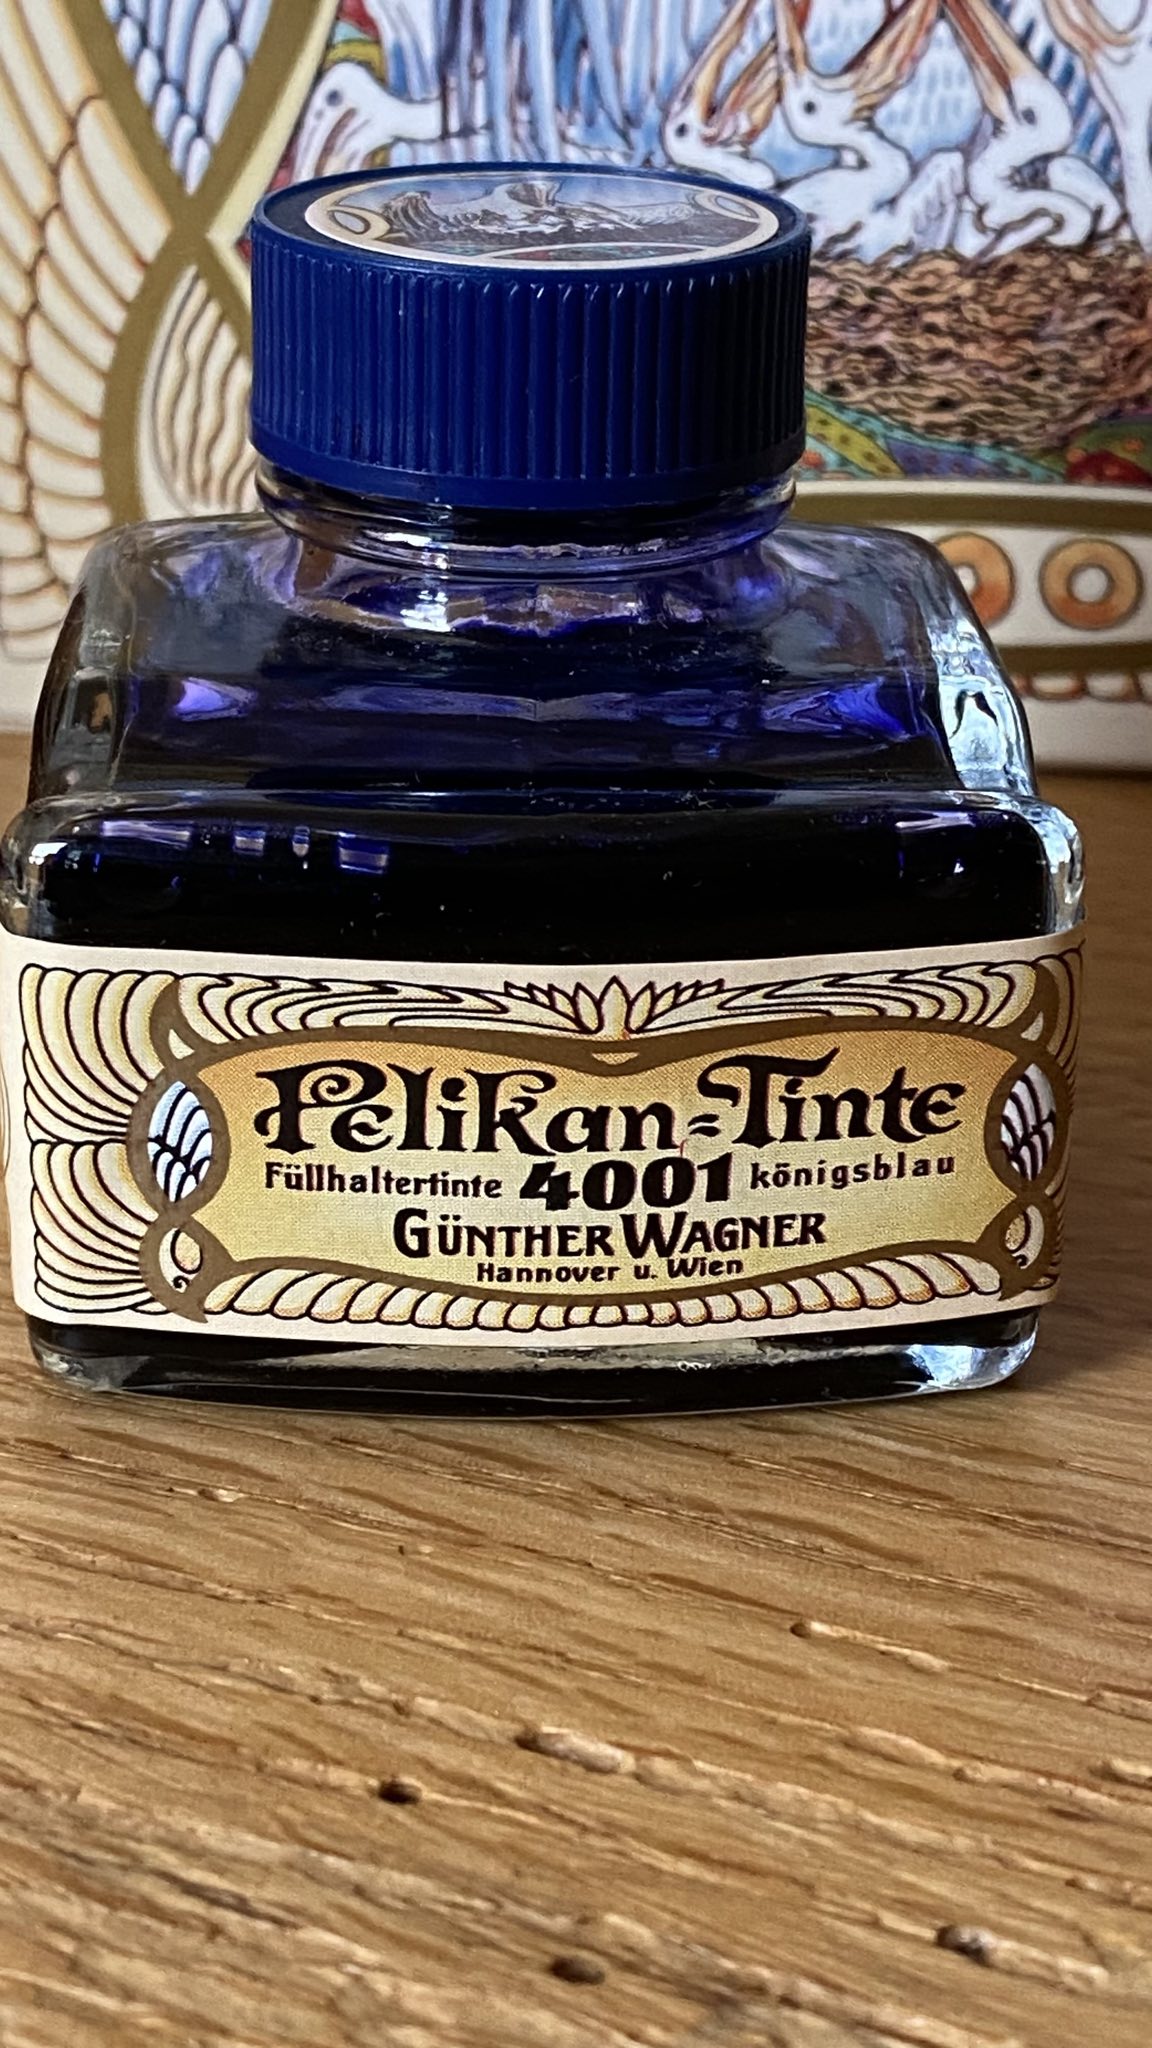 Pelikan=Tinte
Füllhaltertinte 4001 königsblau
GÜNTHER WAGNER
Hannover u. Wien